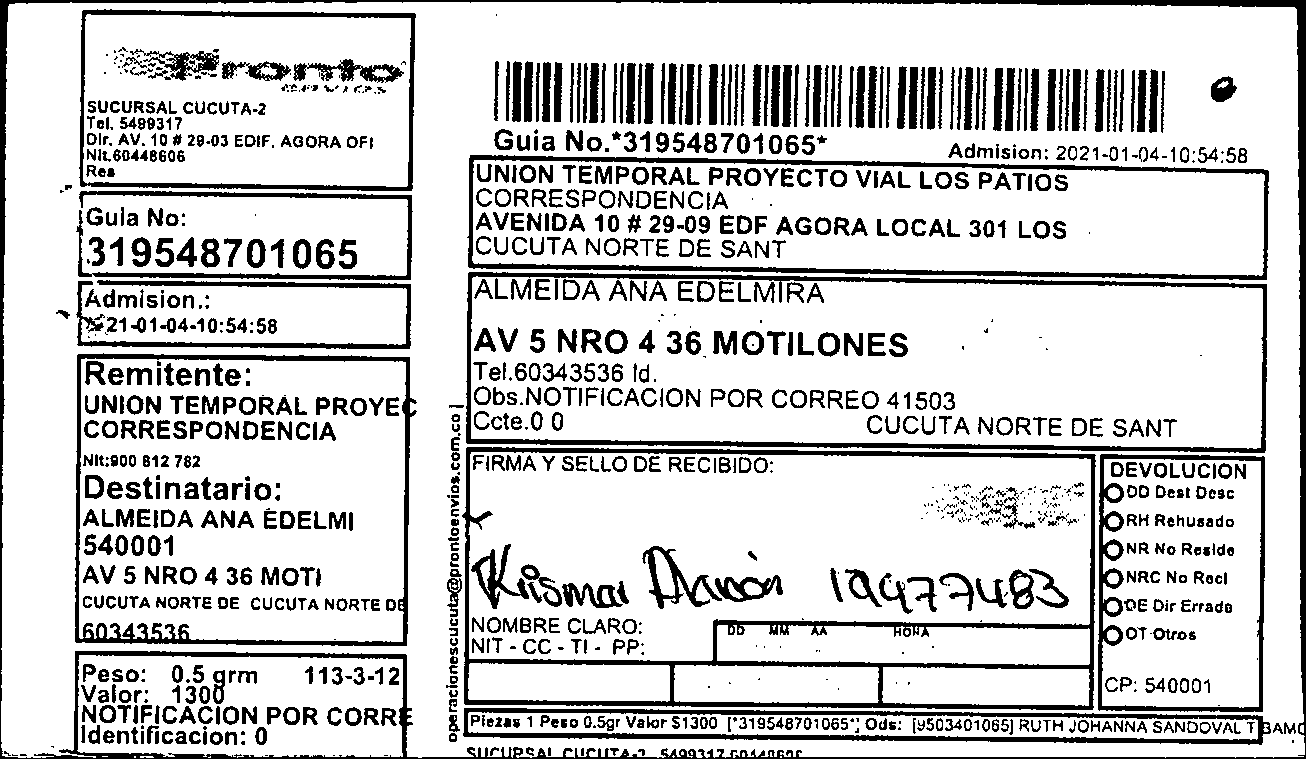 Pronto
envios
SUCURSAL CUCUTA-2
Tel. 5499317
Dir. AV. 10 # 29-03 EDIF. AGORA OFI
Nit.60448606
Res
Guia No:
319548701065
Admision.:
21-01-04-10:54:58
Remitente:
UNION TEMPORAL PROYEC
CORRESPONDENCIA
Nit:900 812 782
Destinatario:
ALMEIDA ANA EDELMI
540001
AV 5 NRO 4 36 MOTI
CUCUTA NORTE DE CUCUTA NORTE DE
60343536
Peso: 0.5 grm 113-3-12
Valor: 1300
NOTIFICACION POR CORRE
Identificacion: 0
operacionescucuta@prontoenvios.com.co |
Guia No.*319548701065*
Admision: 2021-01-04-10:54:58
UNION TEMPORAL PROYECTO VIAL LOS PATIOS
CORRESPONDENCIA
AVENIDA 10 # 29-09 EDF AGORA LOCAL 301 LOS
CUCUTA NORTE DE SANT
ALMEIDA ANA EDELMIRA
AV 5 NRO 4 36 MOTILONES
Tel.60343536 Id.
Obs.NOTIFICACION POR CORREO 41503
Ccte.0 0 CUCUTA NORTE DE SANT
FIRMA Y SELLO DE RECIBIDO:
Krismar 19977483
NOMBRE CLARO:
NIT - CC - TI - PP:
DD MM AA HORA
DEVOLUCION
DD Dest Desc
RH Rehusado
NR No Reside
NRC No Recl
DE Dir Errado
OT Otros
CP: 540001
Piezas 1 Peso 0.5gr Valor $1300 [*319548701065*] Ods: [9503401065] RUTH JOHANNA SANDOVAL T BAMO
SUCURSAL CUCUTA-2 5499317 60448606